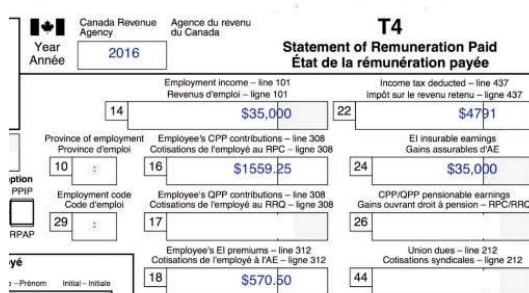 Canada Revenue Agency
Agence du revenu du Canada
Year
Année
2016
T4
Statement of Remuneration Paid
État de la rémunération payée
Employment income – line 101
Revenus d'emploi – ligne 101
14 $35,000
Income tax deducted – line 437
Impôt sur le revenu retenu – ligne 437
22 $4791
Province of employment
Province d'emploi
10
Employee's CPP contributions – line 308
Cotisations de l'employé au RPC – ligne 308
16 $1559.25
EI insurable earnings
Gains assurables d'AE
24 $35,000
ption
PPIP
RPAP
Employment code
Code d'emploi
29
Employee's QPP contributions – line 308
Cotisations de l'employé au RRQ – ligne 308
17
CPP/QPP pensionable earnings
Gains ouvrant droit à pension – RPC/RRQ
26
Employee's EI premiums – line 312
Cotisations de l'employé à l'AE – ligne 312
18 $570.50
Union dues – line 212
Cotisations syndicales – ligne 212
44
yé
– Prénom
Initial – Initiale